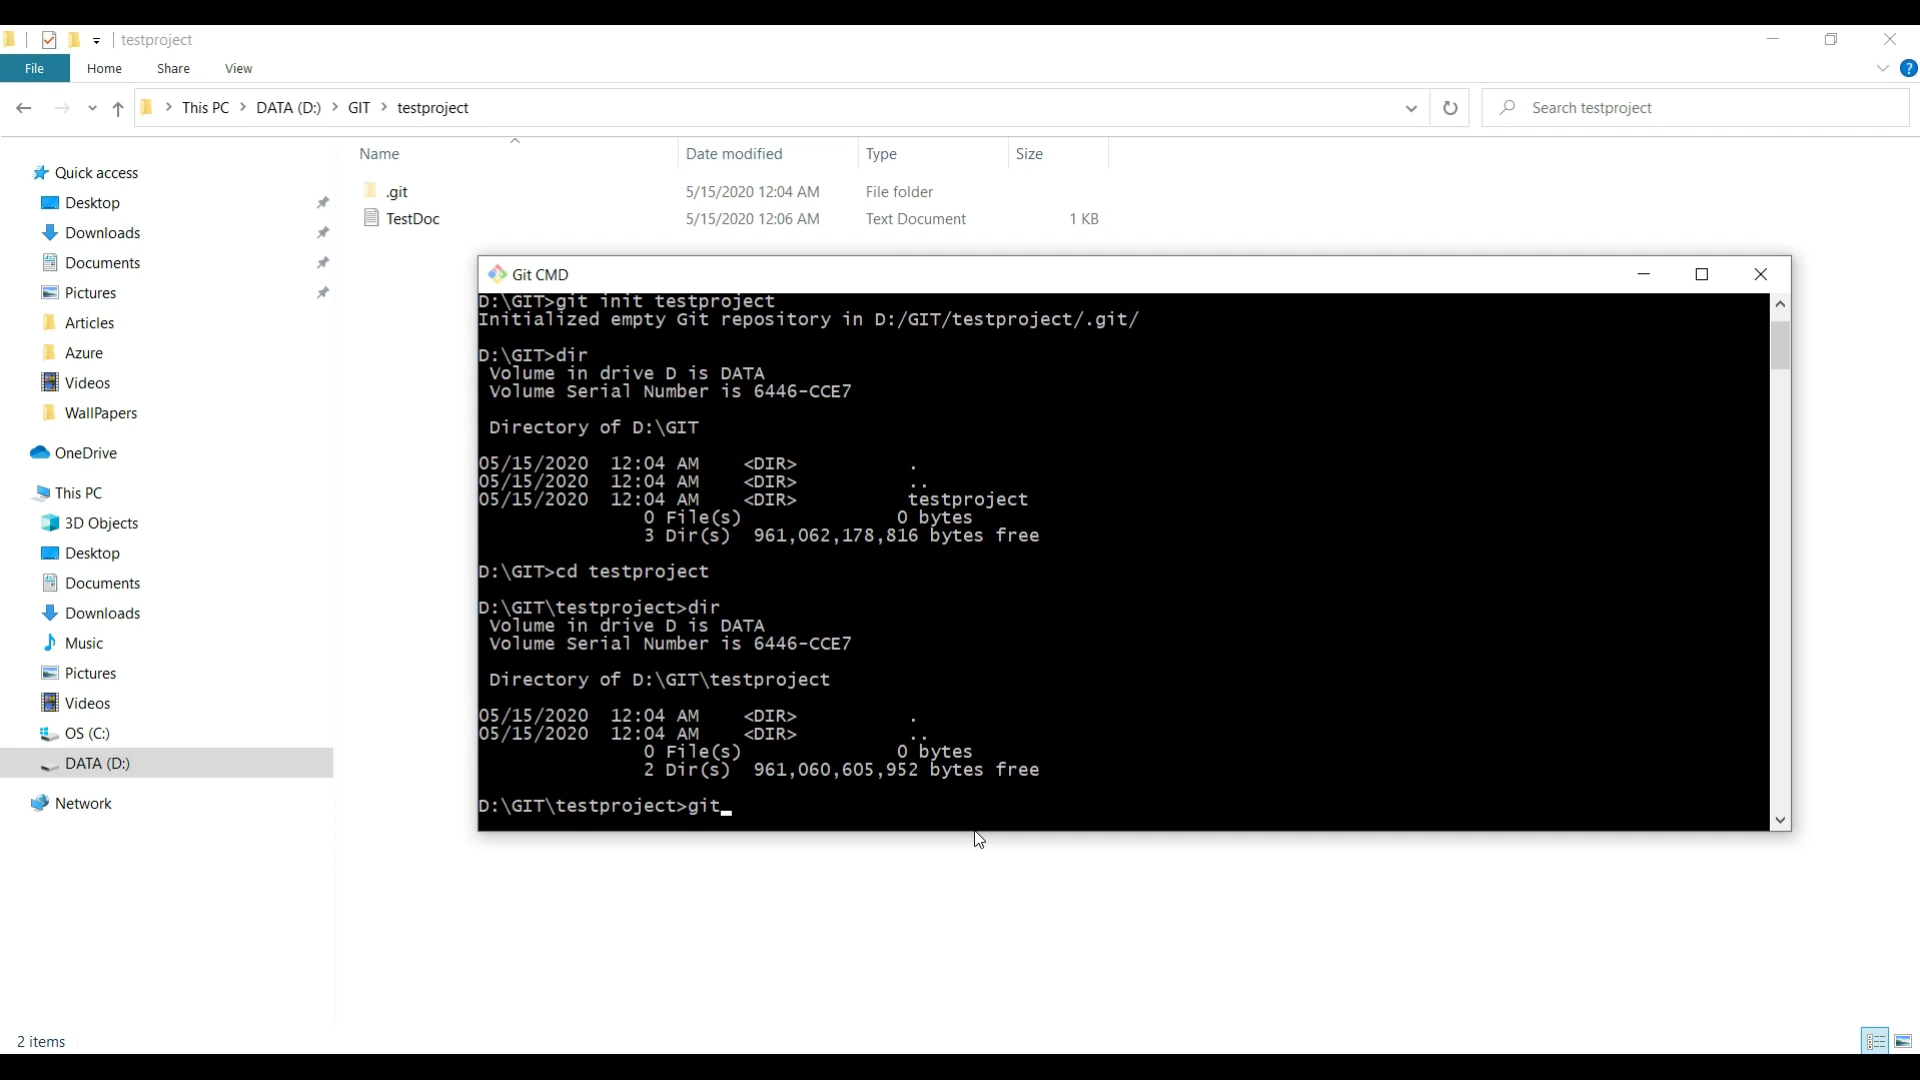 testproject
File Home Share View
This PC > DATA (D:) > GIT > testproject
Search testproject
Name Date modified Type Size
.git 5/15/2020 12:04 AM File folder
TestDoc 5/15/2020 12:06 AM Text Document 1 KB
Quick access
Desktop
Downloads
Documents
Pictures
Articles
Azure
Videos
WallPapers
OneDrive
This PC
3D Objects
Desktop
Documents
Downloads
Music
Pictures
Videos
OS (C:)
DATA (D:)
Network
Git CMD
D:\GIT>git init testproject
Initialized empty Git repository in D:/GIT/testproject/.git/
D:\GIT>dir
Volume in drive D is DATA
Volume Serial Number is 6446-CCE7
Directory of D:\GIT
05/15/2020 12:04 AM <DIR> .
05/15/2020 12:04 AM <DIR> ..
05/15/2020 12:04 AM <DIR> testproject
0 File(s) 0 bytes
3 Dir(s) 961,062,178,816 bytes free
D:\GIT>cd testproject
D:\GIT\testproject>dir
Volume in drive D is DATA
Volume Serial Number is 6446-CCE7
Directory of D:\GIT\testproject
05/15/2020 12:04 AM <DIR> .
05/15/2020 12:04 AM <DIR> ..
0 File(s) 0 bytes
2 Dir(s) 961,060,605,952 bytes free
D:\GIT\testproject>git_
2 items